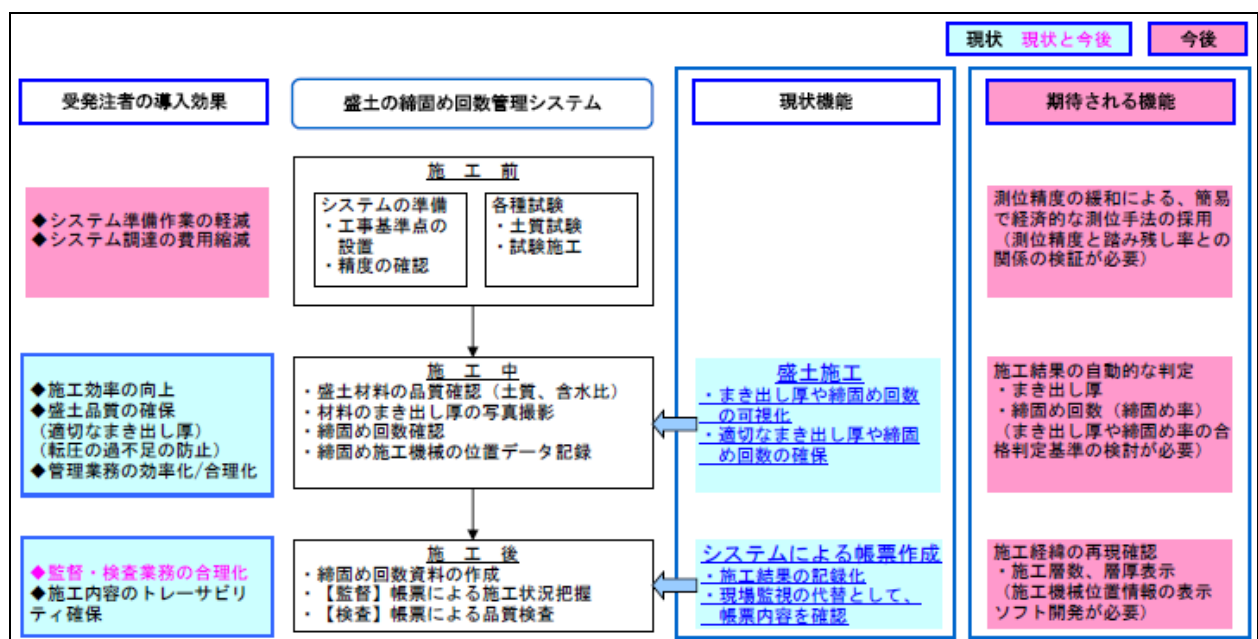 現状 現状と今後
今後
受発注者の導入効果
盛土の締固め回数管理システム
現状機能
期待される機能
施 工 前
システムの準備
・工事基準点の
設置
・精度の確認
各種試験
・土質試験
・試験施工
◆システム準備作業の軽減
◆システム調達の費用縮減
測位精度の緩和による、簡易
で経済的な測位手法の採用
（測位精度と踏み残し率との
関係の検証が必要）
◆施工効率の向上
◆盛土品質の確保
（適切なまき出し厚）
（転圧の過不足の防止）
◆管理業務の効率化/合理化
施 工 中
・盛土材料の品質確認（土質、含水比）
・材料のまき出し厚の写真撮影
・締固め回数確認
・締固め施工機械の位置データ記録
盛土施工
・まき出し厚や締固め回数
の可視化
・適切なまき出し厚や締固
め回数の確保
施工結果の自動的な判定
・まき出し厚
・締固め回数（締固め率）
（まき出し厚や締固め率の合
格判定基準の検討が必要）
◆監督・検査業務の合理化
◆施工内容のトレーサビリ
ティ確保
施 工 後
・締固め回数資料の作成
・【監督】帳票による施工状況把握
・【検査】帳票による品質検査
システムによる帳票作成
・施工結果の記録化
・現場監視の代替として、
帳票内容を確認
施工経緯の再現確認
・施工層数、層厚表示
（施工機械位置情報の表示
ソフト開発が必要）